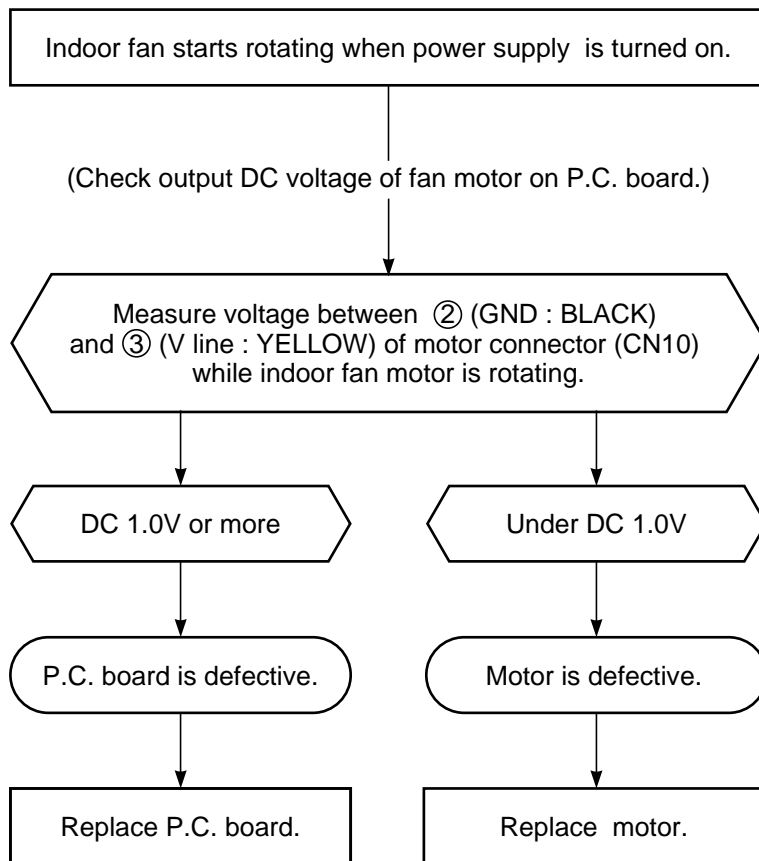 Indoor fan starts rotating when power supply is turned on.
(Check output DC voltage of fan motor on P.C. board.)
Measure voltage between ② (GND : BLACK)
and ③ (V line : YELLOW) of motor connector (CN10)
while indoor fan motor is rotating.
DC 1.0V or more
Under DC 1.0V
P.C. board is defective.
Motor is defective.
Replace P.C. board.
Replace motor.